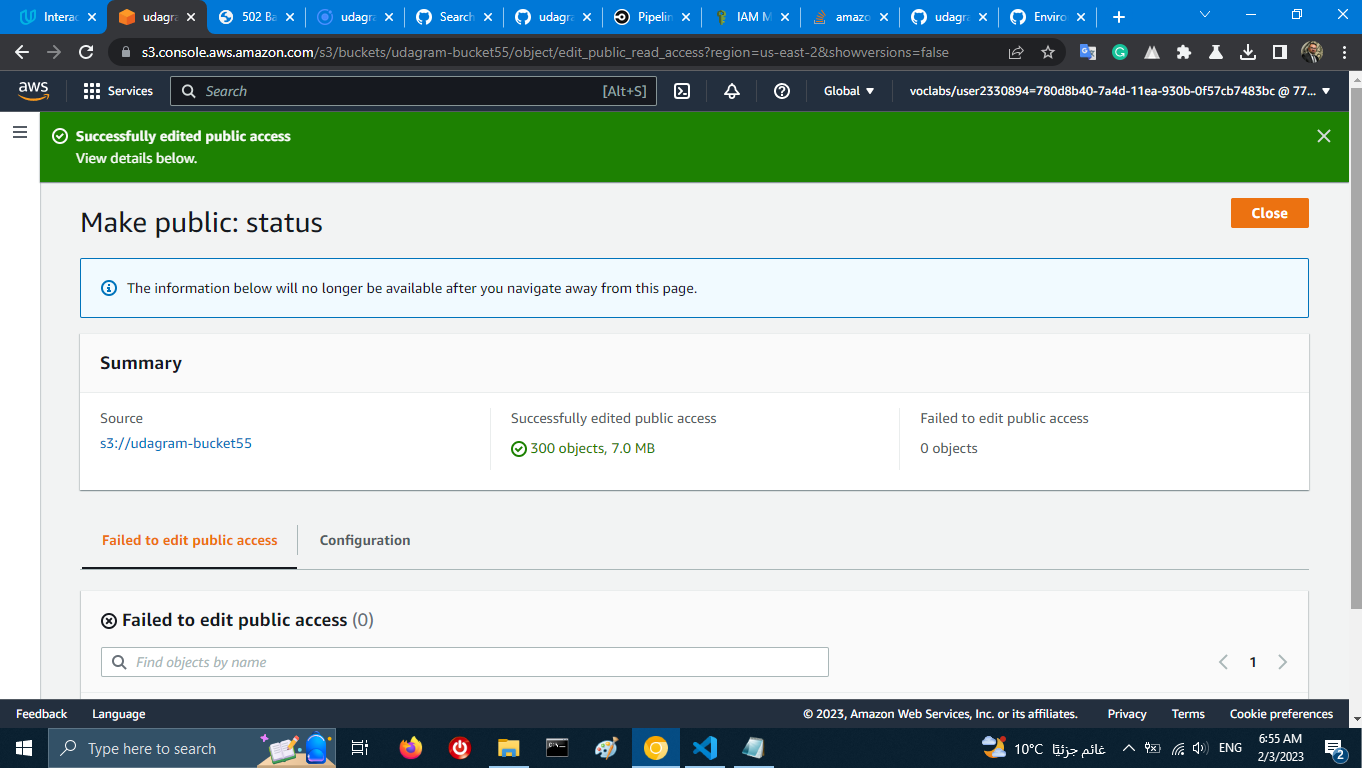 Interac
udagra
502 Ba
udagra
Search
udagra
Pipelin
IAM M
amazo
udagra
Enviro
s3.console.aws.amazon.com/s3/buckets/udagram-bucket55/object/edit_public_read_access?region=us-east-2&showversions=false
aws
Services
Search
[Alt+S]
Global
voclabs/user2330894=780d8b40-7a4d-11ea-930b-0f57cb7483bc @ 77...
Successfully edited public access
View details below.
Make public: status
Close
The information below will no longer be available after you navigate away from this page.
Summary
Source
s3://udagram-bucket55
Successfully edited public access
300 objects, 7.0 MB
Failed to edit public access
0 objects
Failed to edit public access
Configuration
Failed to edit public access (0)
Find objects by name
1
Feedback
Language
© 2023, Amazon Web Services, Inc. or its affiliates.
Privacy
Terms
Cookie preferences
Type here to search
10°C غائم جزئيًا
ENG
6:55 AM
2/3/2023
2